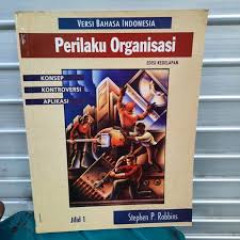 VERSI BAHASA INDONESIA
Perilaku Organisasi
EDISI KEDELAPAN
KONSEP
KONTROVERSI
APLIKASI
Jilid 1
Stephen P. Robbins